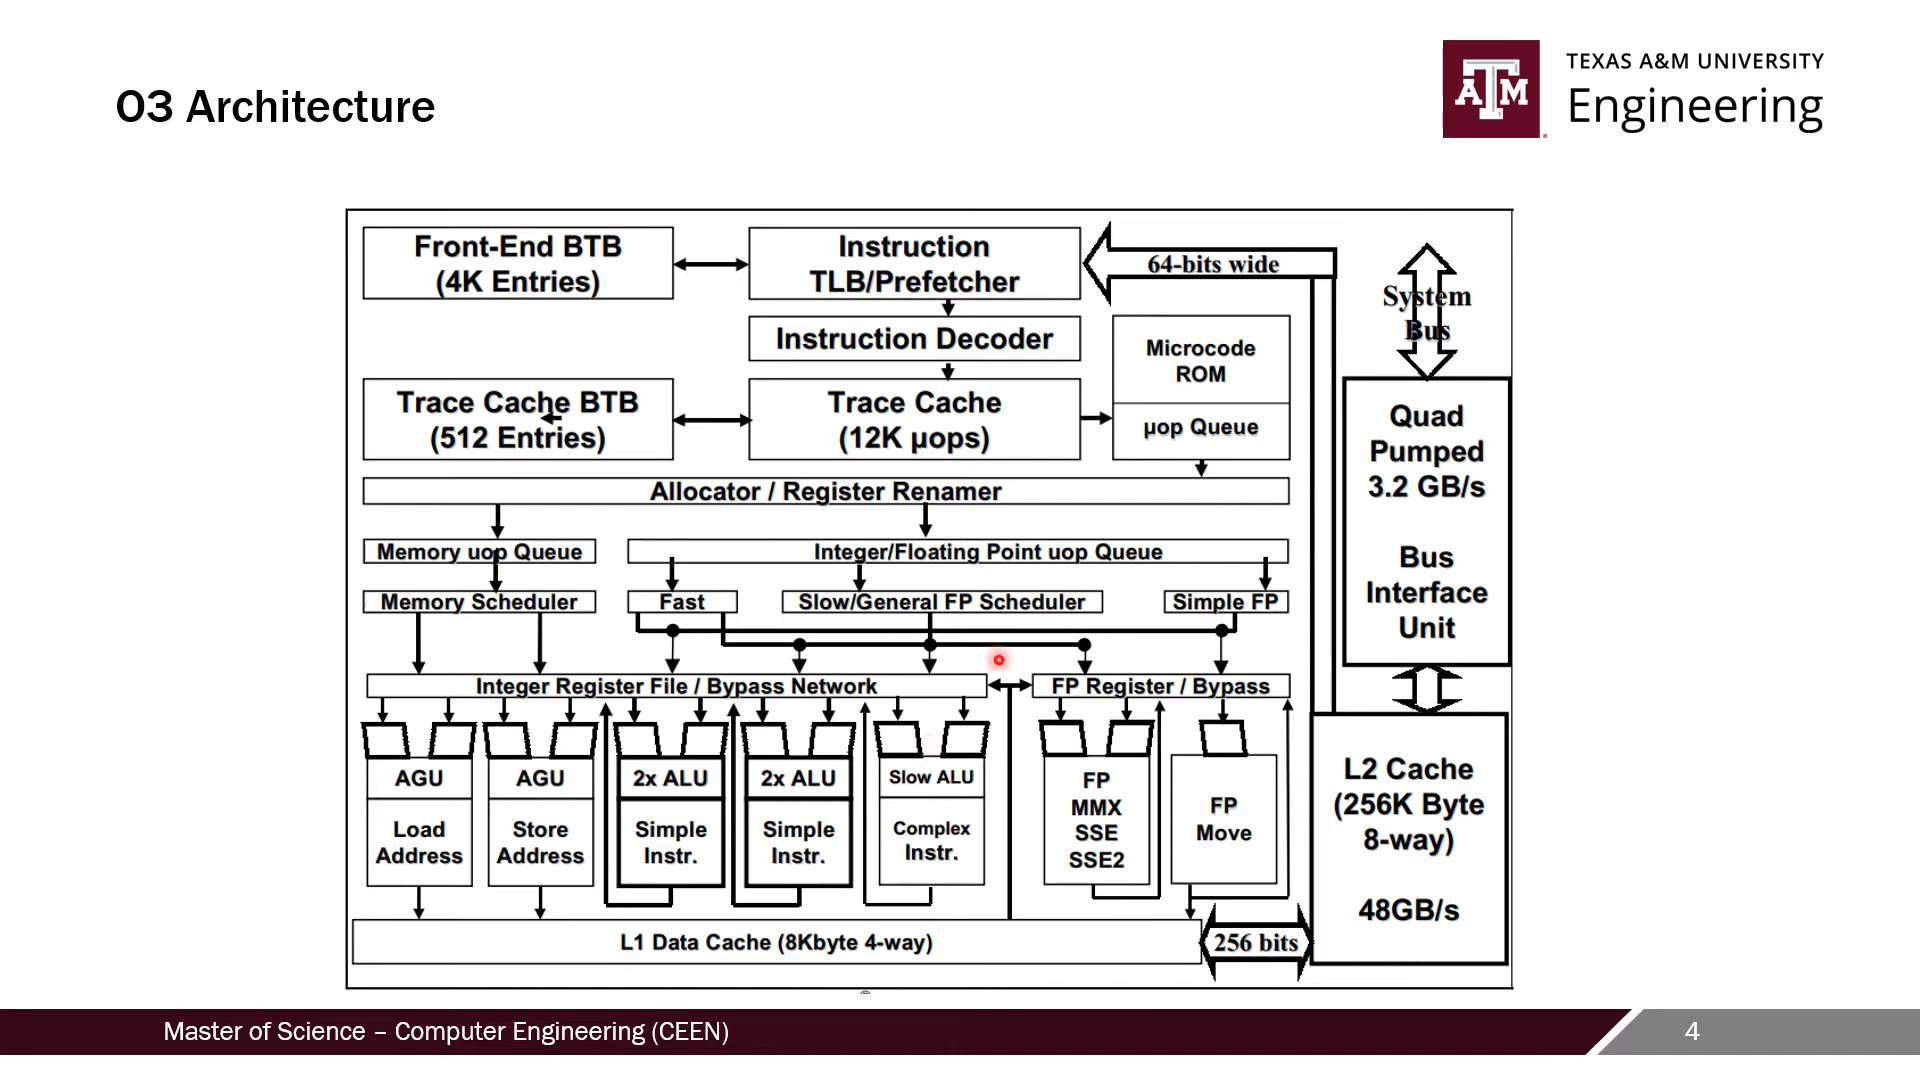 O3 Architecture
TEXAS A&M UNIVERSITY
Engineering
Front-End BTB
(4K Entries)
Instruction
TLB/Prefetcher
64-bits wide
System
Bus
Instruction Decoder
Microcode
ROM
Trace Cache BTB
(512 Entries)
Trace Cache
(12K µops)
µop Queue
Quad
Pumped
3.2 GB/s
Bus
Interface
Unit
Allocator / Register Renamer
Memory uop Queue
Integer/Floating Point uop Queue
Memory Scheduler
Fast
Slow/General FP Scheduler
Simple FP
Integer Register File / Bypass Network
FP Register / Bypass
AGU
Load
Address
AGU
Store
Address
2x ALU
Simple
Instr.
2x ALU
Simple
Instr.
Slow ALU
Complex
Instr.
FP
MMX
SSE
SSE2
FP
Move
L2 Cache
(256K Byte
8-way)
48GB/s
L1 Data Cache (8Kbyte 4-way)
256 bits
Master of Science – Computer Engineering (CEEN)
4